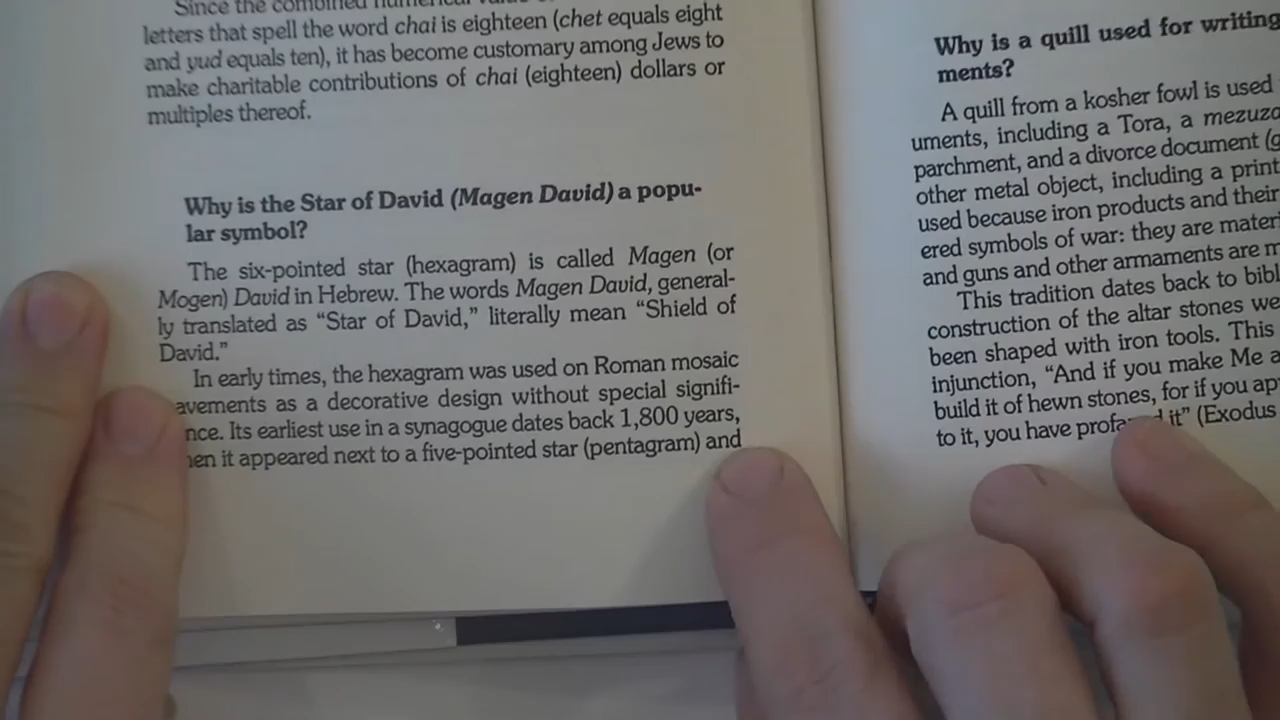 Since the combined numerical value
letters that spell the word chai is eighteen (chet equals eight
and yud equals ten), it has become customary among Jews to
make charitable contributions of chai (eighteen) dollars or
multiples thereof.
Why is the Star of David (Magen David) a popu-
lar symbol?
The six-pointed star (hexagram) is called Magen (or
Mogen) David in Hebrew. The words Magen David, general-
ly translated as “Star of David,” literally mean “Shield of
David.”
In early times, the hexagram was used on Roman mosaic
avements as a decorative design without special signifi-
nce. Its earliest use in a synagogue dates back 1,800 years,
en it appeared next to a five-pointed star (pentagram) and
Why is a quill used for writing
ments?
A quill from a kosher fowl is used
uments, including a Tora, a mezuza
parchment, and a divorce document (g
other metal object, including a print
used because iron products and their
ered symbols of war: they are mater
and guns and other armaments are m
This tradition dates back to bibl
construction of the altar stones we
been shaped with iron tools. This
injunction, “And if you make Me a
build it of hewn stones, for if you ap
to it, you have profa d it” (Exodus